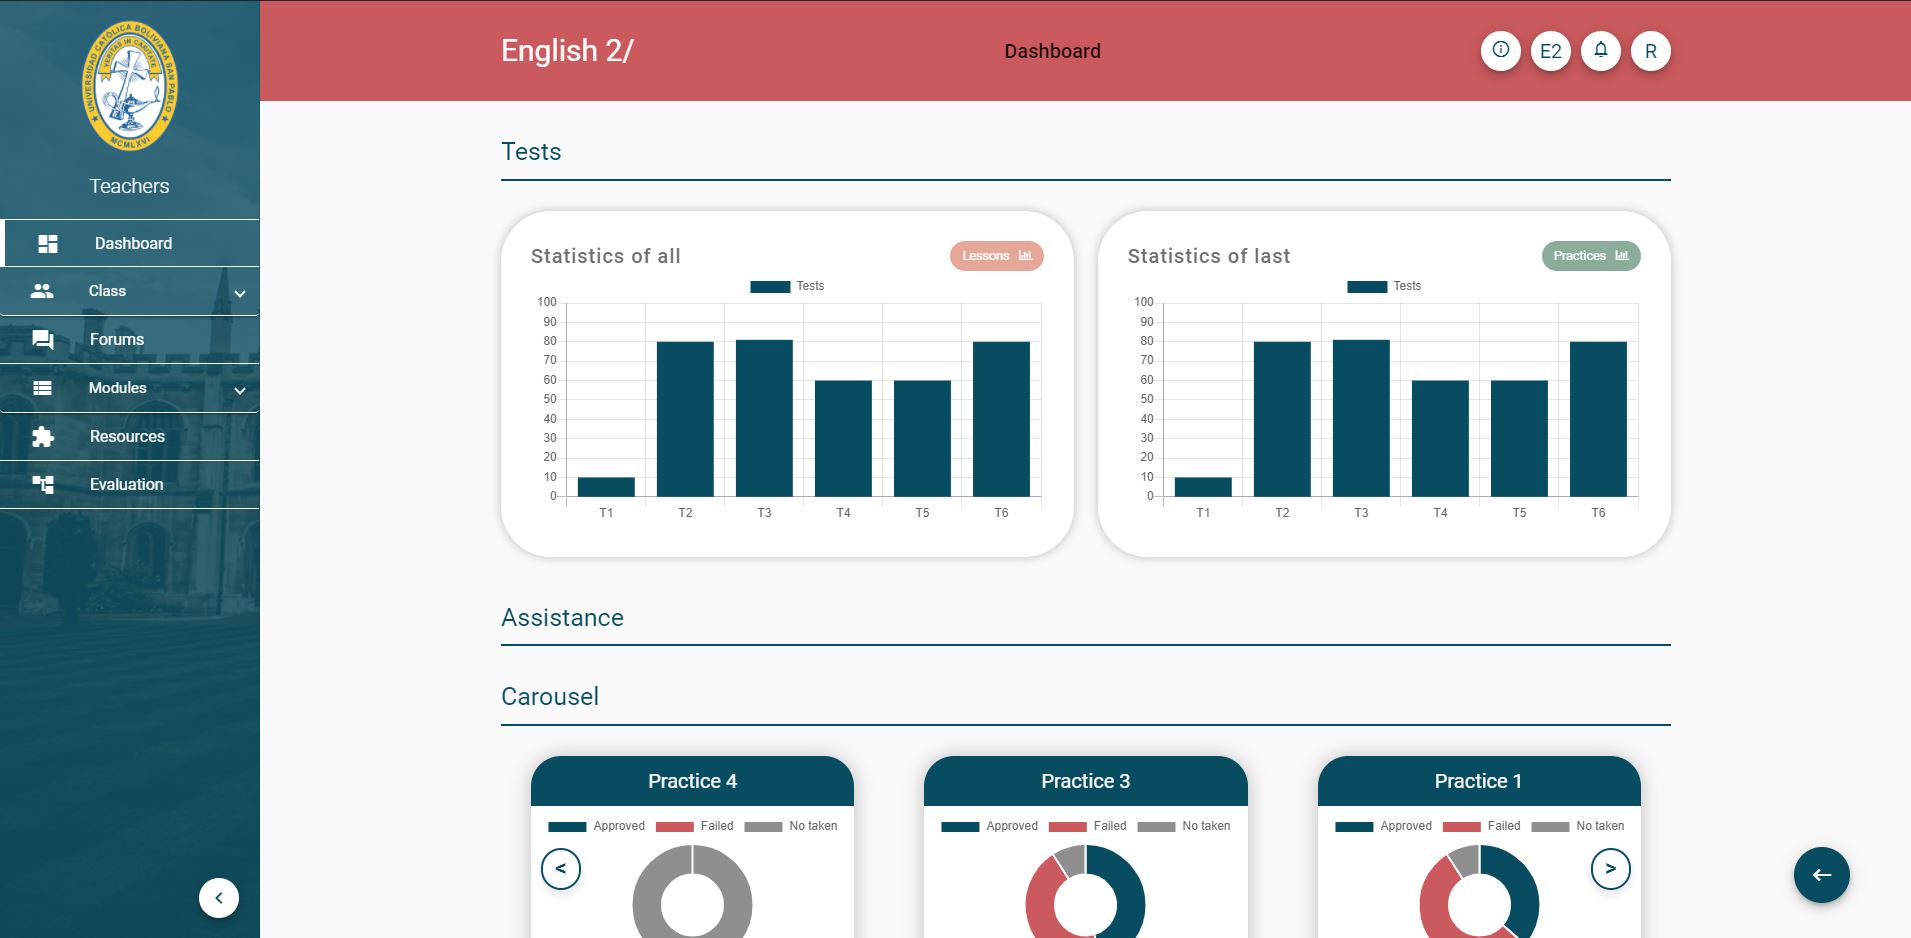 UNIVERSIDAD CATÓLICA BOLIVIANA SAN PABLO
VERITAS IN CARITATE
MCMLXVI
Teachers
Dashboard
Class
Forums
Modules
Resources
Evaluation
English 2/
Dashboard
E2
R
Tests
Statistics of all
Lessons
Tests
100
90
80
70
60
50
40
30
20
10
0
T1 T2 T3 T4 T5 T6
Statistics of last
Practices
Tests
100
90
80
70
60
50
40
30
20
10
0
T1 T2 T3 T4 T5 T6
Assistance
Carousel
Practice 4
Approved Failed No taken
<
Practice 3
Approved Failed No taken
Practice 1
Approved Failed No taken
>